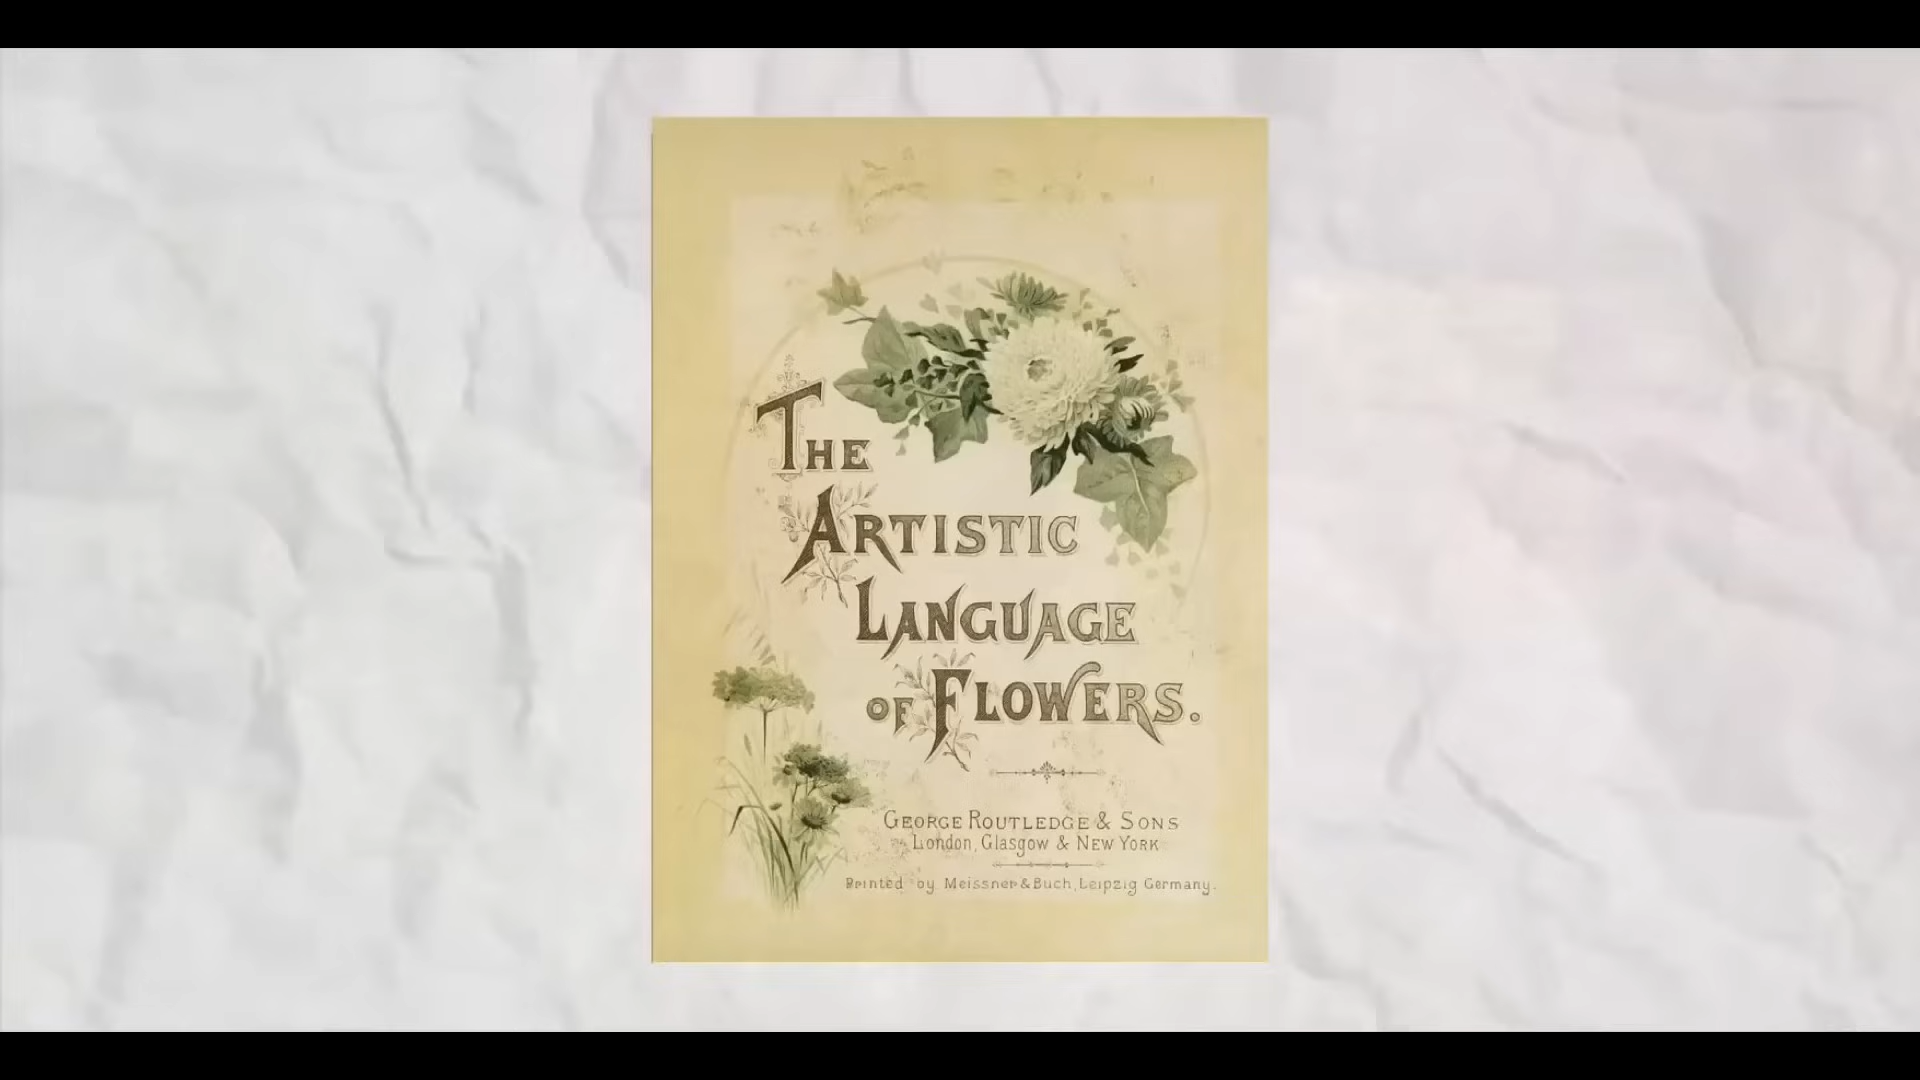 The
Artistic
Language
of Flowers.
George Routledge & Sons
London, Glasgow & New York
Printed by Meissner & Buch, Leipzig Germany.